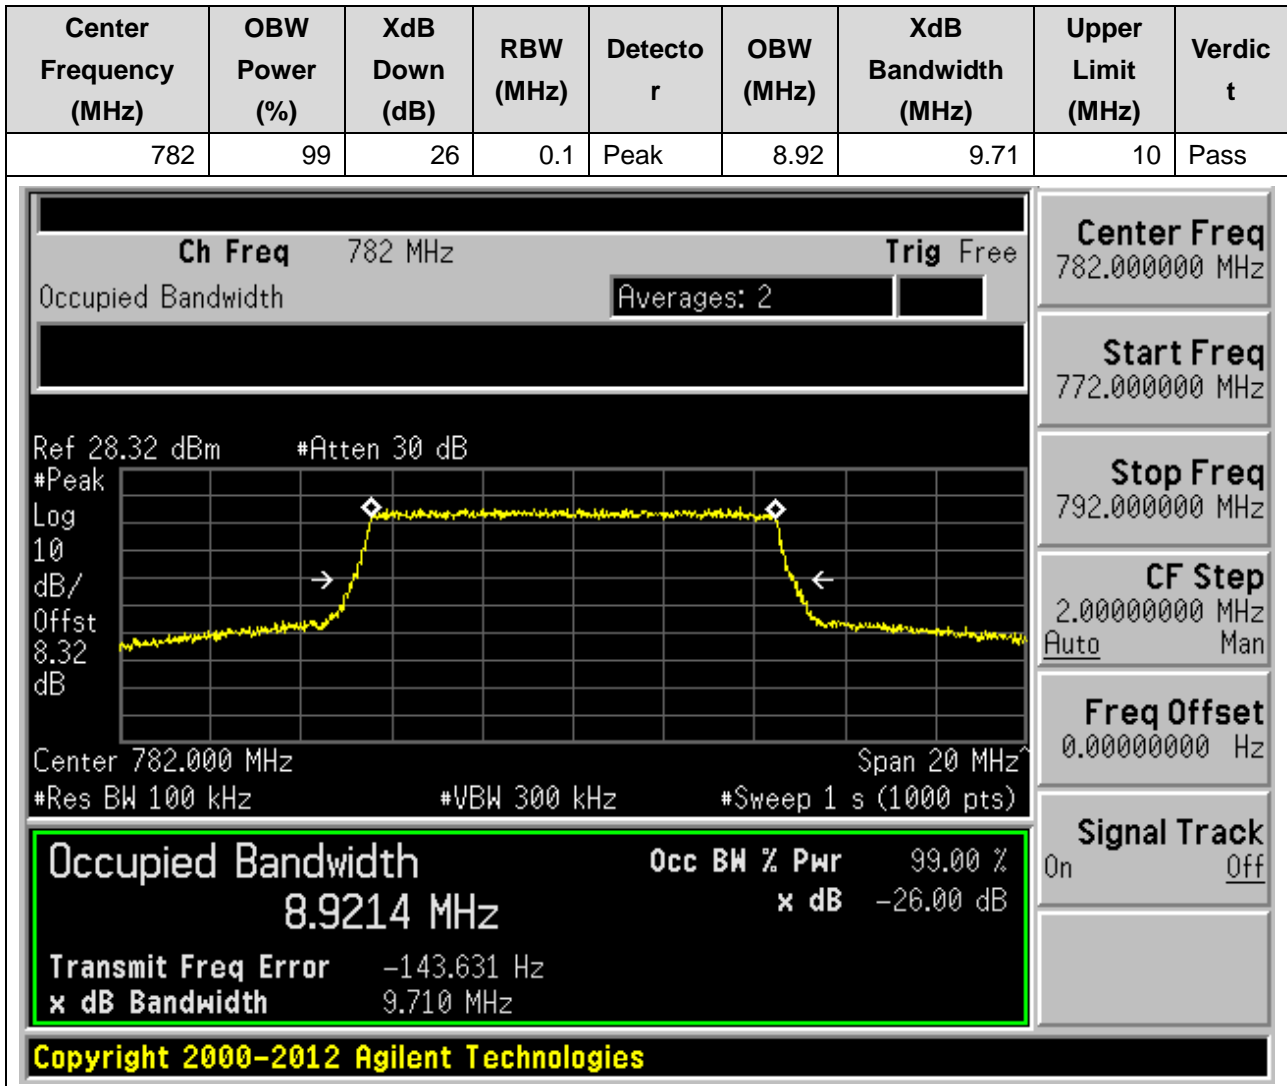 Center Frequency (MHz) OBW Power (%) XdB Down (dB) RBW (MHz) Detecto r OBW (MHz) XdB Bandwidth (MHz) Upper Limit (MHz) Verdic t
782 99 26 0.1 Peak 8.92 9.71 10 Pass
Ch Freq 782 MHz Trig Free
Occupied Bandwidth Averages: 2
Ref 28.32 dBm #Atten 30 dB
#Peak
Log
10
dB/
Offst
8.32
dB
Center 782.000 MHz Span 20 MHz^
#Res BW 100 kHz #VBW 300 kHz #Sweep 1 s (1000 pts)
Occupied Bandwidth Occ BW % Pwr 99.00 %
8.9214 MHz x dB -26.00 dB
Transmit Freq Error -143.631 Hz
x dB Bandwidth 9.710 MHz
Copyright 2000-2012 Agilent Technologies
Center Freq
782.000000 MHz
Start Freq
772.000000 MHz
Stop Freq
792.000000 MHz
CF Step
2.00000000 MHz
Auto Man
Freq Offset
0.00000000 Hz
Signal Track
On Off